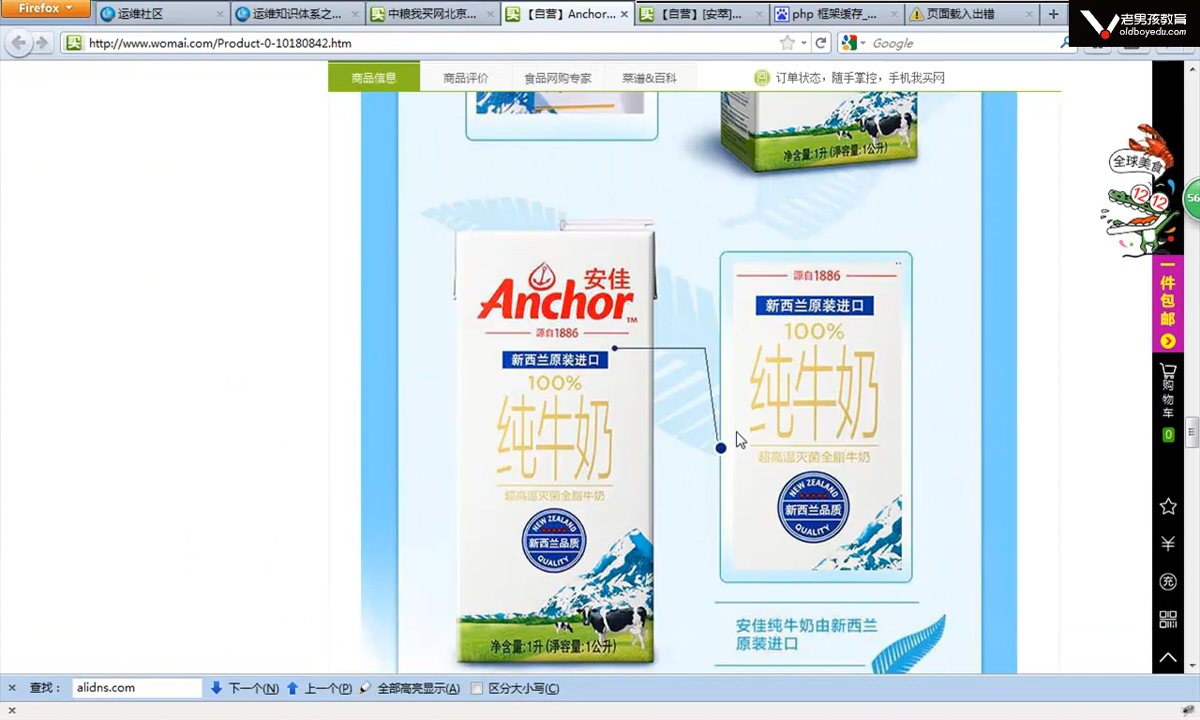 Firefox
运维社区
运维知识体系之...
中粮我买网北京...
【自营】Anchor...
【自营】[安萃]...
php 框架缓存_...
页面载入出错
老男孩教育
oldboyedu.com
http://www.womai.com/Product-0-10180842.htm
Google
商品信息
商品评价
食品网购专家
菜谱&百科
订单状态，随手掌控，手机我买网
净含量:1升 (淨容量:1公升)
全球美食
12 12
56
一件包邮
购物车
0
充
安佳
Anchor™
源自1886
新西兰原装进口
100%
纯牛奶
超高温灭菌全脂牛奶
NEW ZEALAND
新西兰品质
QUALITY
净含量:1升 (淨容量:1公升)
源自1886
新西兰原装进口
100%
纯牛奶
超高温灭菌全脂牛奶
NEW ZEALAND
新西兰品质
QUALITY
安佳纯牛奶由新西兰
原装进口
查找： alidns.com 下一个(N) 上一个(P) 全部高亮显示(A) 区分大小写(C)